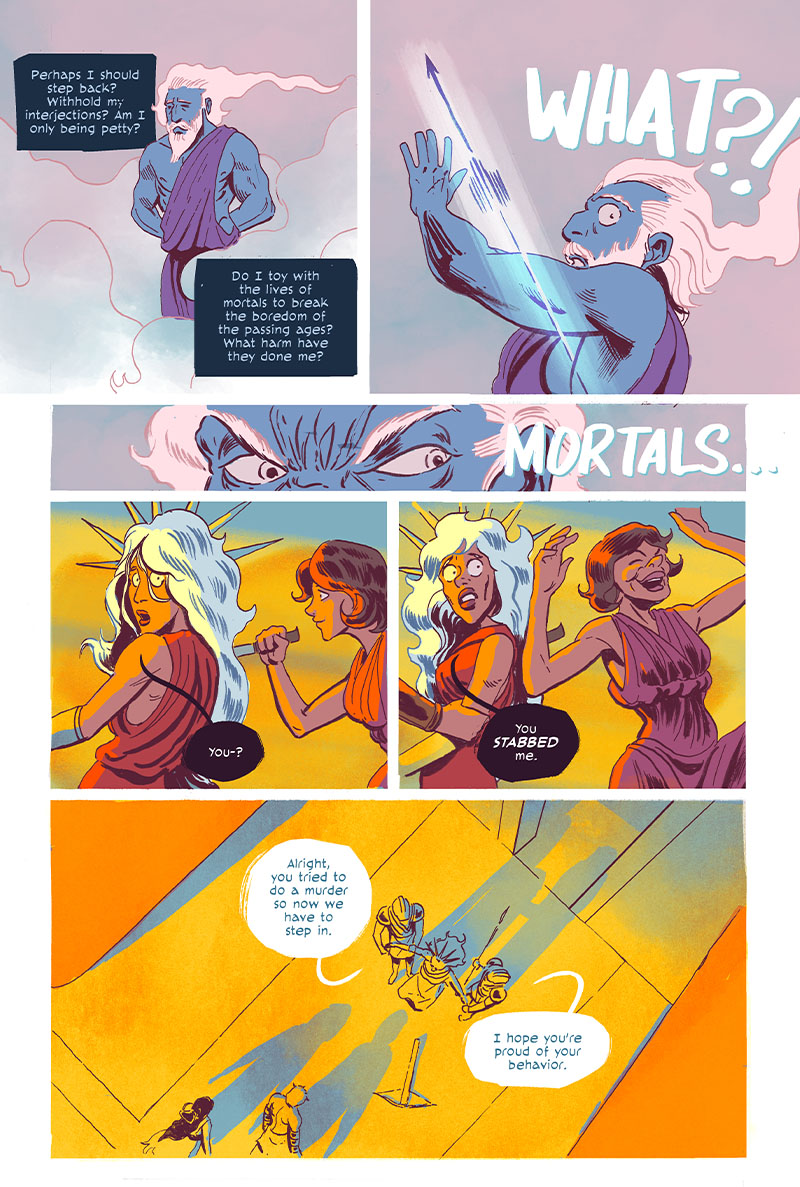 Perhaps I should
step back?
Withhold my
interjections? Am I
only being petty?
Do I toy with
the lives of
mortals to break
the boredom of
the passing ages?
What harm have
they done me?
WHAT?!
MORTALS...
You-?
You
STABBED
me.
Alright,
you tried to
do a murder
so now we
have to
step in.
I hope you're
proud of your
behavior.